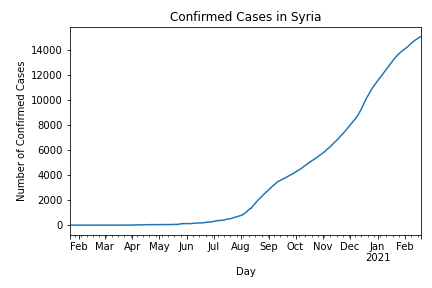 Confirmed Cases in Syria
Number of Confirmed Cases
14000
12000
10000
8000
6000
4000
2000
0
Feb Mar Apr May Jun Jul Aug Sep Oct Nov Dec Jan Feb
2021
Day